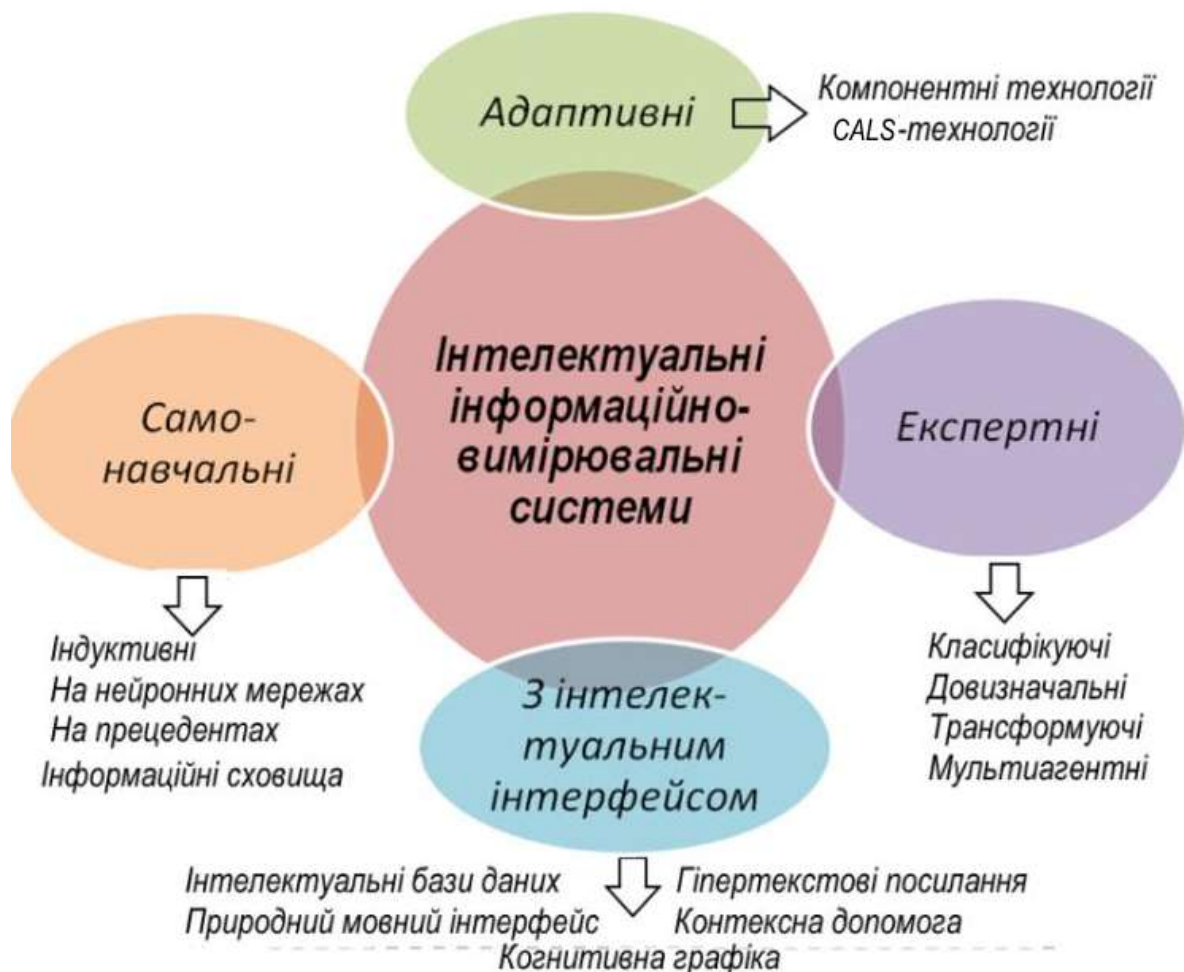 Адаптивні
Компонентні технології
CALS-технології
Інтелектуальні
інформаційно-
вимірювальні
системи
Само-
навчальні
Експертні
Індуктивні
На нейронних мережах
На прецедентах
Інформаційні сховища
Класифікуючі
Довизначальні
Трансформуючі
Мультиагентні
З інтелек-
туальним
інтерфейсом
Інтелектуальні бази даних
Природний мовний інтерфейс
Гіпертекстові посилання
Контексна допомога
Когнитивна графіка